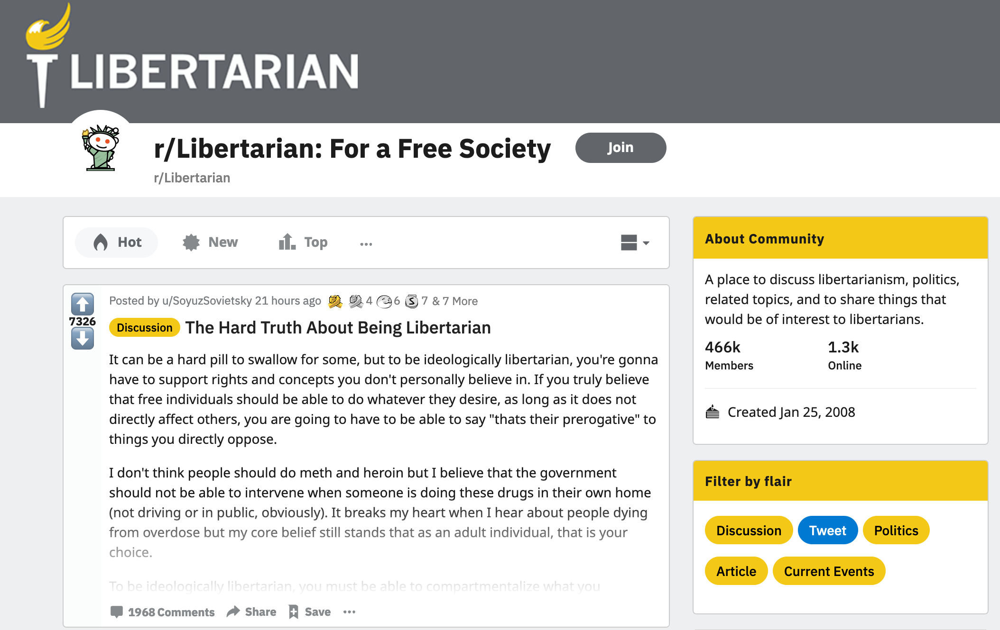 LIBERTARIAN
r/Libertarian: For a Free Society
Join
r/Libertarian
Hot New Top ...
Posted by u/SoyuzSovietsky 21 hours ago 4 6 S 7 & 7 More
7326
Discussion The Hard Truth About Being Libertarian
It can be a hard pill to swallow for some, but to be ideologically libertarian, you're gonna
have to support rights and concepts you don't personally believe in. If you truly believe
that free individuals should be able to do whatever they desire, as long as it does not
directly affect others, you are going to have to be able to say "thats their prerogative" to
things you directly oppose.
I don't think people should do meth and heroin but I believe that the government
should not be able to intervene when someone is doing these drugs in their own home
(not driving or in public, obviously). It breaks my heart when I hear about people dying
from overdose but my core belief still stands that as an adult individual, that is your
choice.
To be ideologically libertarian, you must be able to compartmentalize what you
1968 Comments Share Save ...
About Community
A place to discuss libertarianism, politics,
related topics, and to share things that
would be of interest to libertarians.
466k 1.3k
Members Online
Created Jan 25, 2008
Filter by flair
Discussion Tweet Politics
Article Current Events